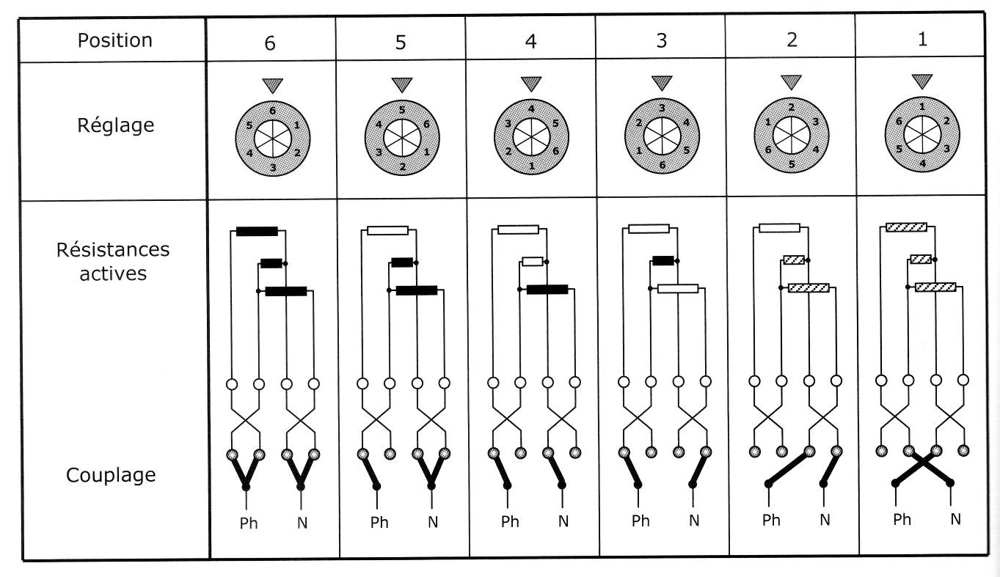 Position 6 5 4 3 2 1
Réglage
6 1 2 3 4 5
5 6 1 2 3 4
4 5 6 1 2 3
3 4 5 6 1 2
2 3 4 5 6 1
1 2 3 4 5 6
Résistances
actives
Couplage
Ph N Ph N Ph N Ph N Ph N Ph N